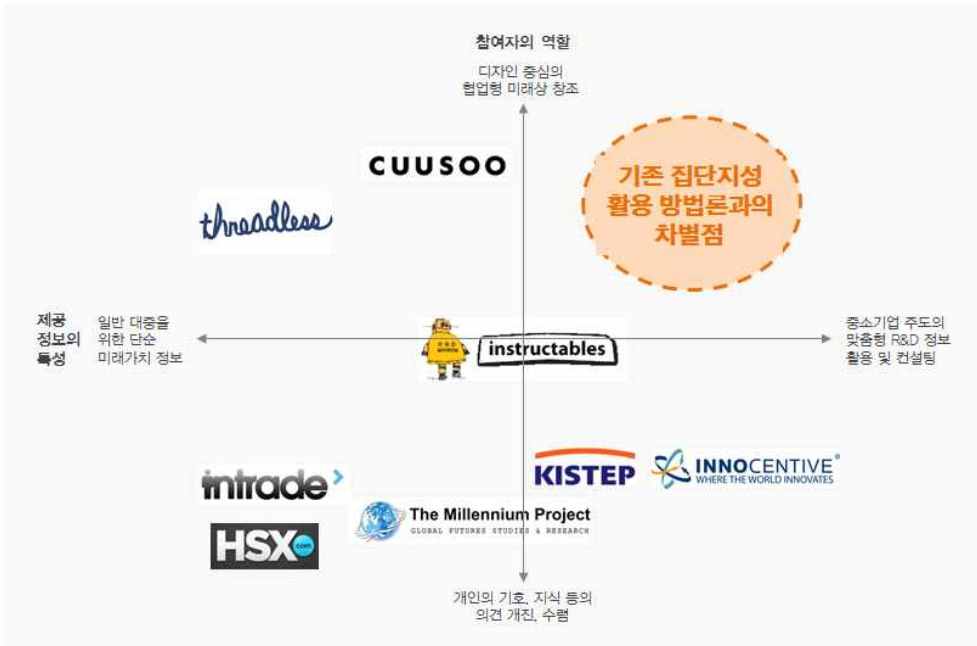 참여자의 역할
디자인 중심의
협업형 미래상 창조
CUUSOO
threadless
기존 집단지성
활용 방법론과의
차별점
제공
정보의
특성
일반 대중을
위한 단순
미래가치 정보
instructables
중소기업 주도의
맞춤형 R&D 정보
활용 및 컨설팅
intrade
HSX.com
The Millennium Project
GLOBAL FUTURES STUDIES & RESEARCH
KISTEP
INNOCENTIVE®
WHERE THE WORLD INNOVATES
개인의 기호, 지식 등의
의견 개진, 수렴